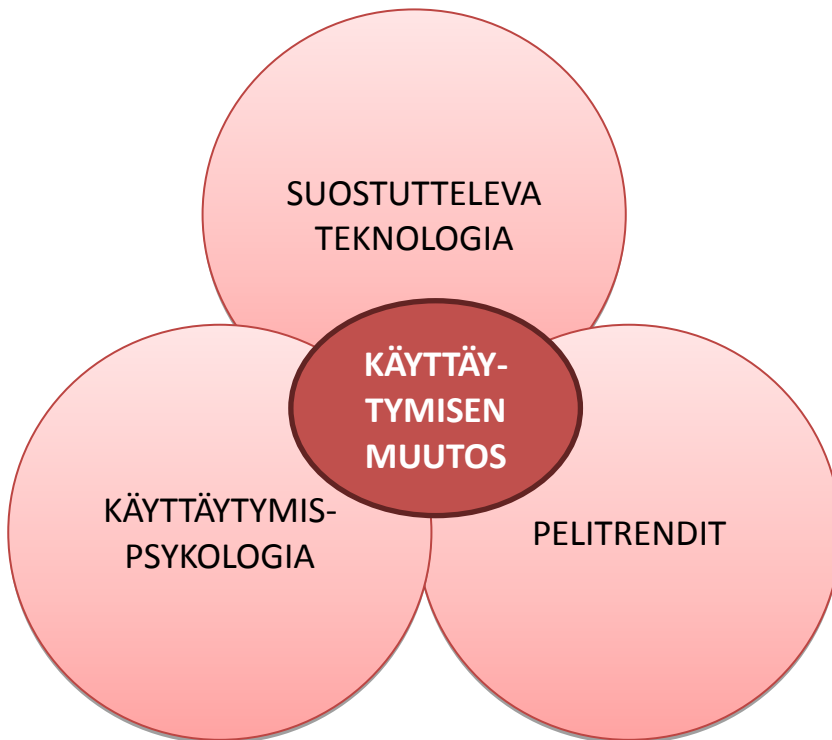 SUOSTUTTELEVA
TEKNOLOGIA
KÄYTTÄY-
TYMISEN
MUUTOS
KÄYTTÄYTYMIS-
PSYKOLOGIA
PELITRENDIT